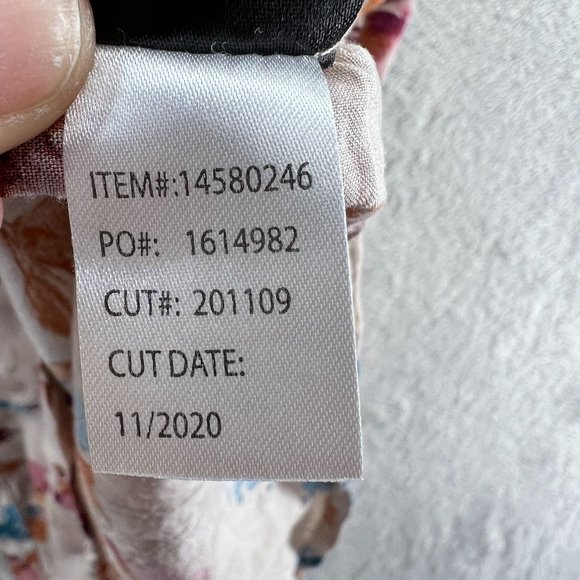 ITEM#:14580246
PO#: 1614982
CUT#: 201109
CUT DATE:
11/2020